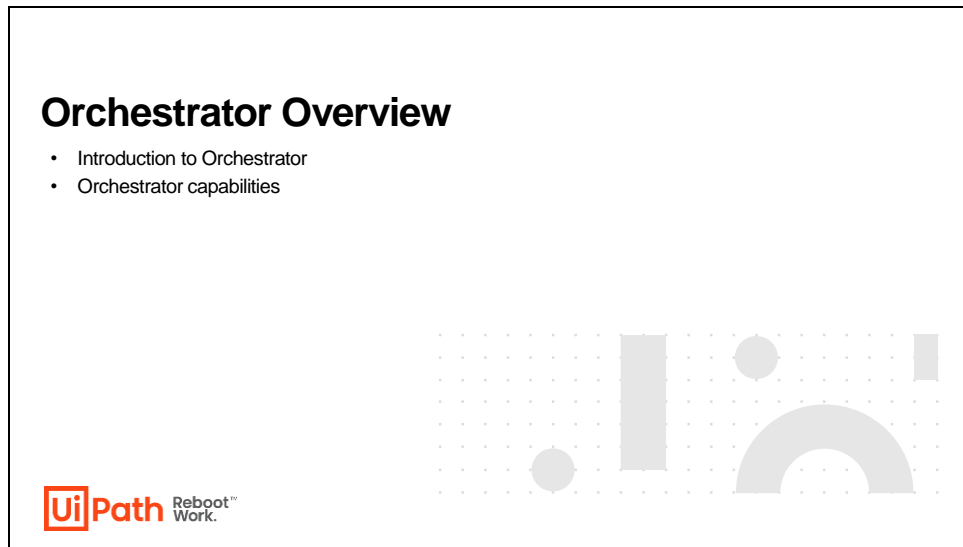 Orchestrator Overview
• Introduction to Orchestrator
• Orchestrator capabilities
UiPath Reboot™
Work.